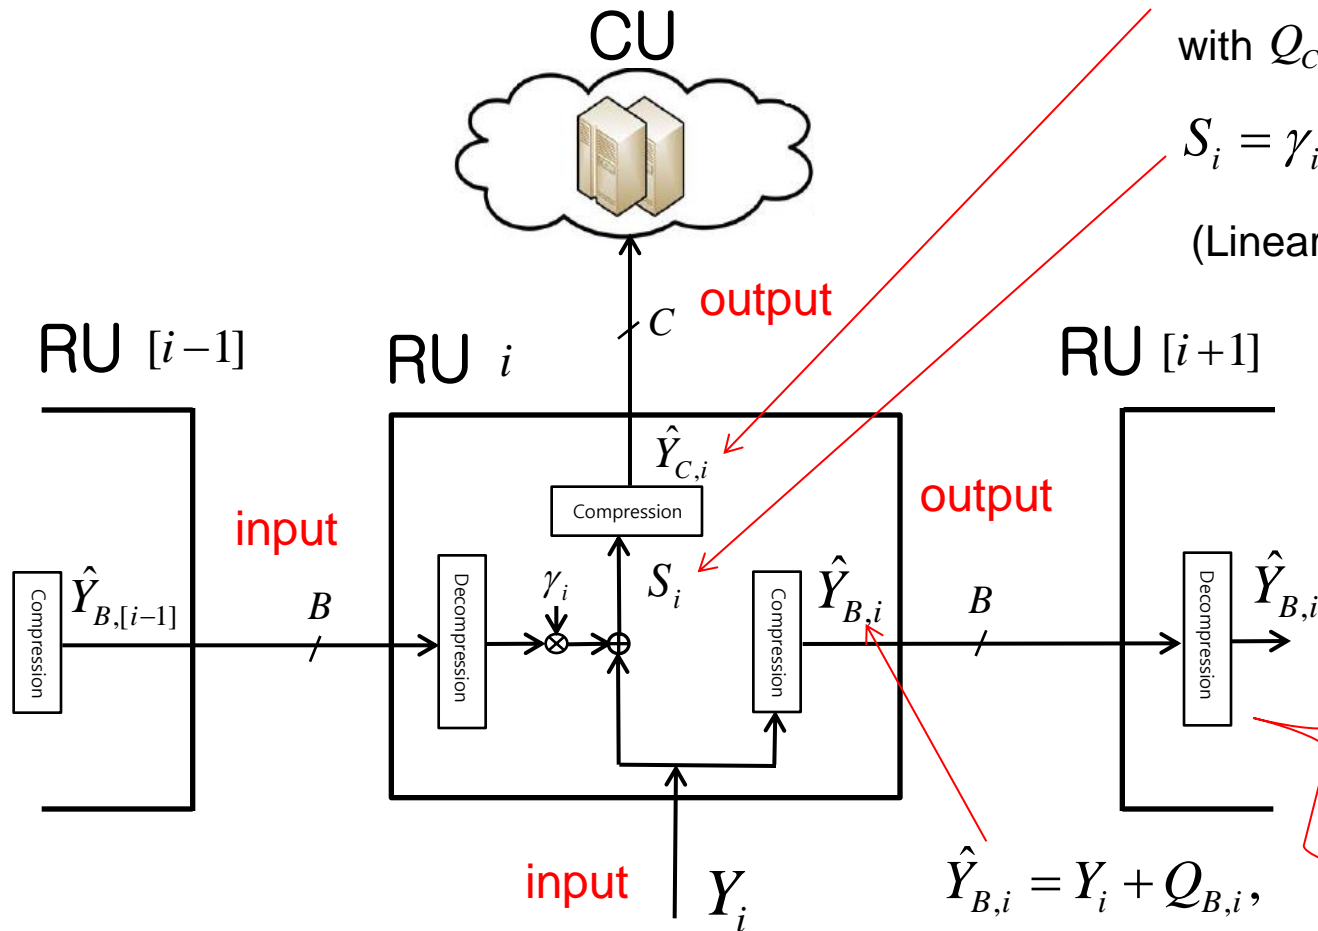 CU
with Q_C
S_i = γ_i
(Linear
output
C
RU [i−1]
RU i
RU [i+1]
Ŷ_{C,i}
Compression
output
input
Compression
Ŷ_{B,[i−1]}
B
Decompression
γ_i
S_i
Compression
Ŷ_{B,i}
B
Decompression
Ŷ_{B,i}
input
Y_i
Ŷ_{B,i} = Y_i + Q_{B,i},